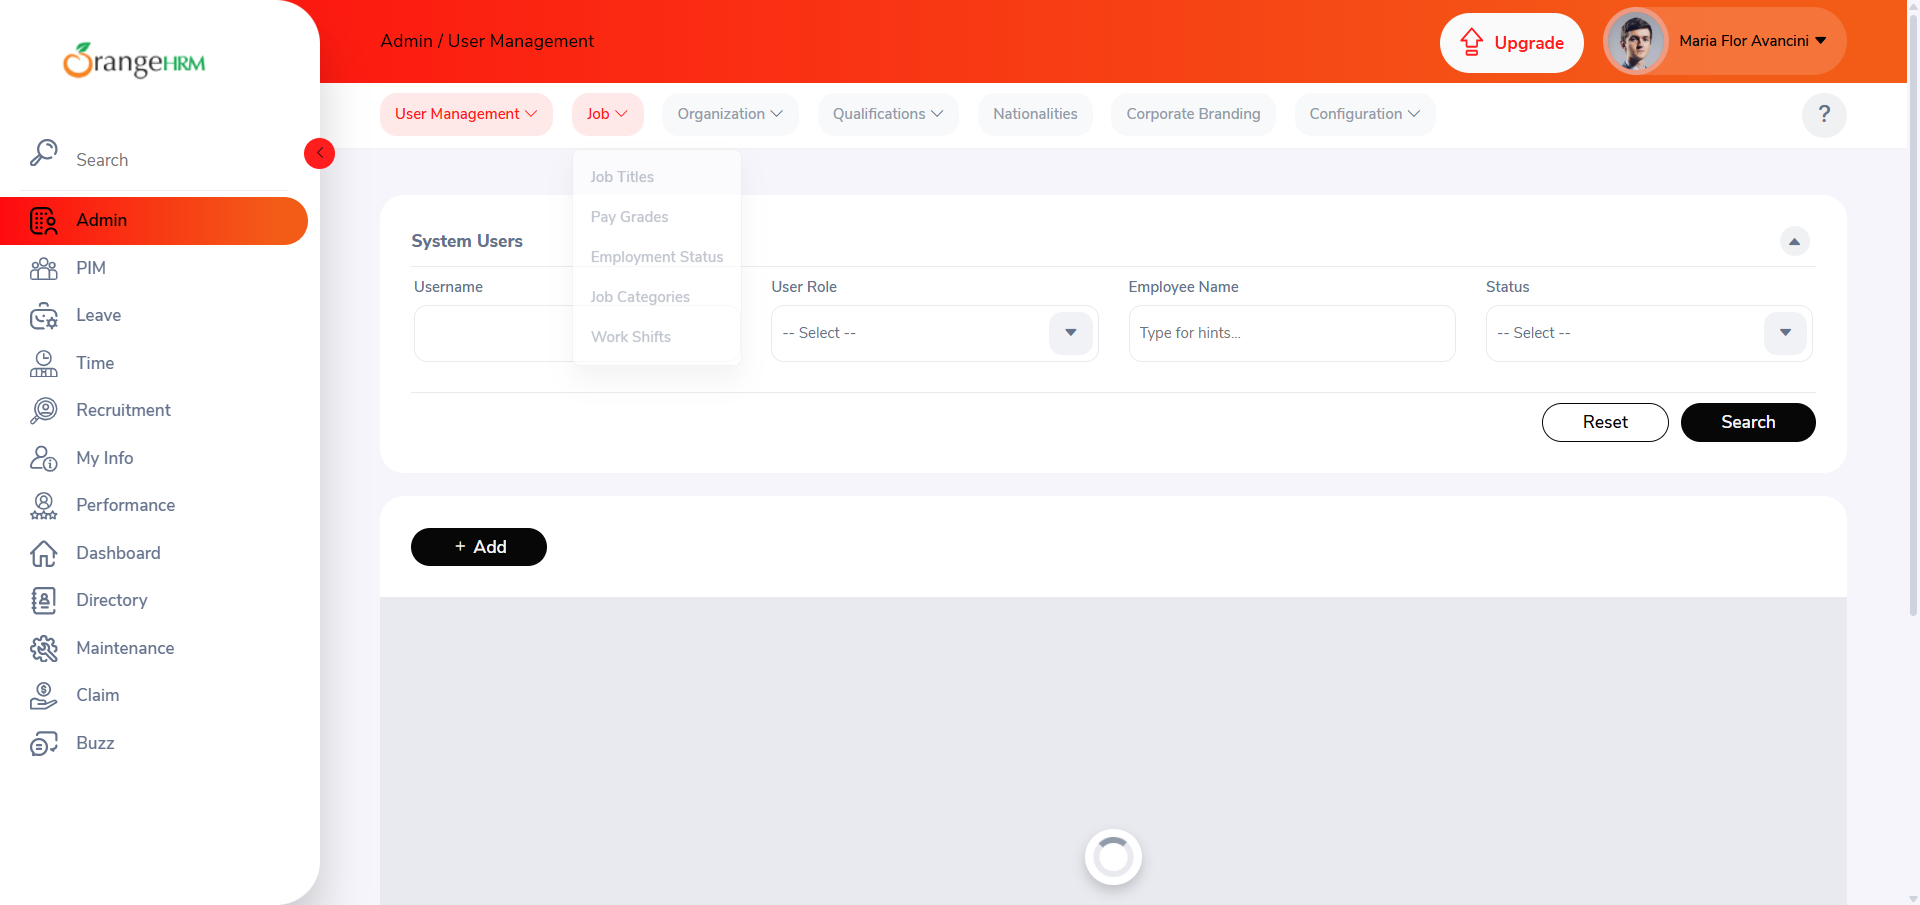 OrangeHRM
Admin / User Management
Upgrade
Maria Flor Avancini
User Management
Job
Organization
Qualifications
Nationalities
Corporate Branding
Configuration
?
Search
Admin
PIM
Leave
Time
Recruitment
My Info
Performance
Dashboard
Directory
Maintenance
Claim
Buzz
Job Titles
Pay Grades
Employment Status
Job Categories
Work Shifts
System Users
Username
User Role
Employee Name
Status
-- Select --
Type for hints...
-- Select --
Reset
Search
+ Add